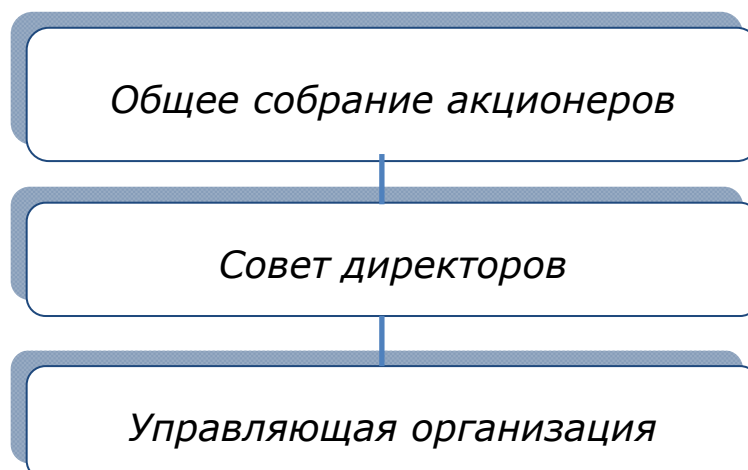 Общее собрание акционеров
Совет директоров
Управляющая организация